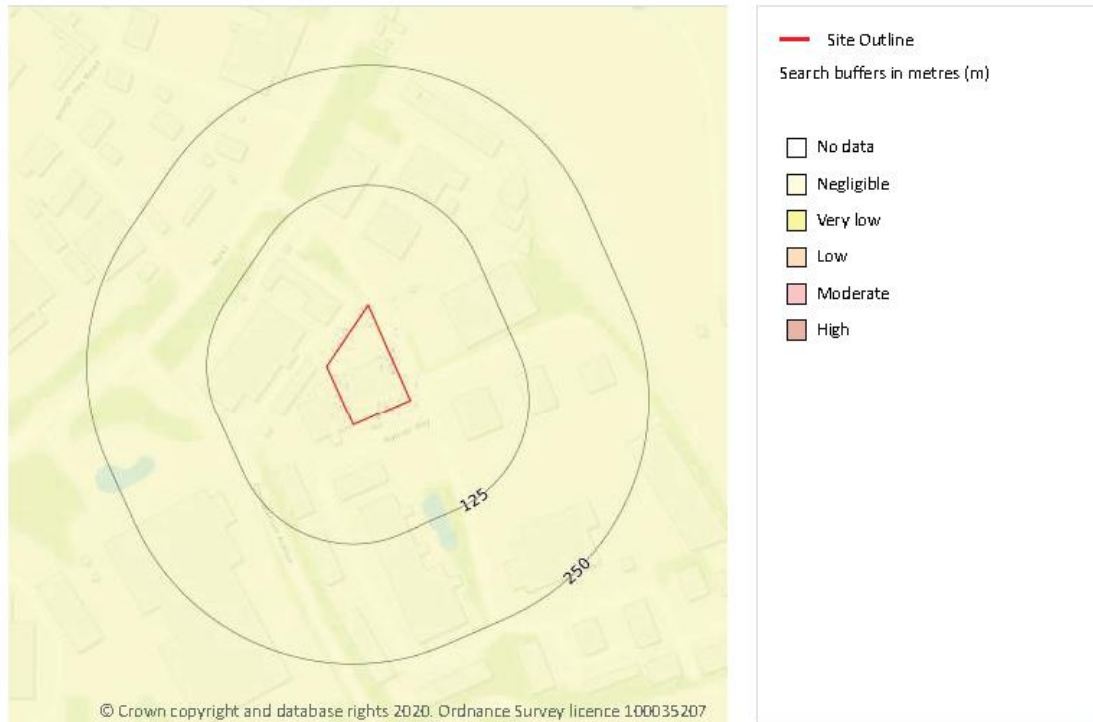 Site Outline
Search buffers in metres (m)
No data
Negligible
Very low
Low
Moderate
High
125
250
© Crown copyright and database rights 2020. Ordnance Survey licence 100035207